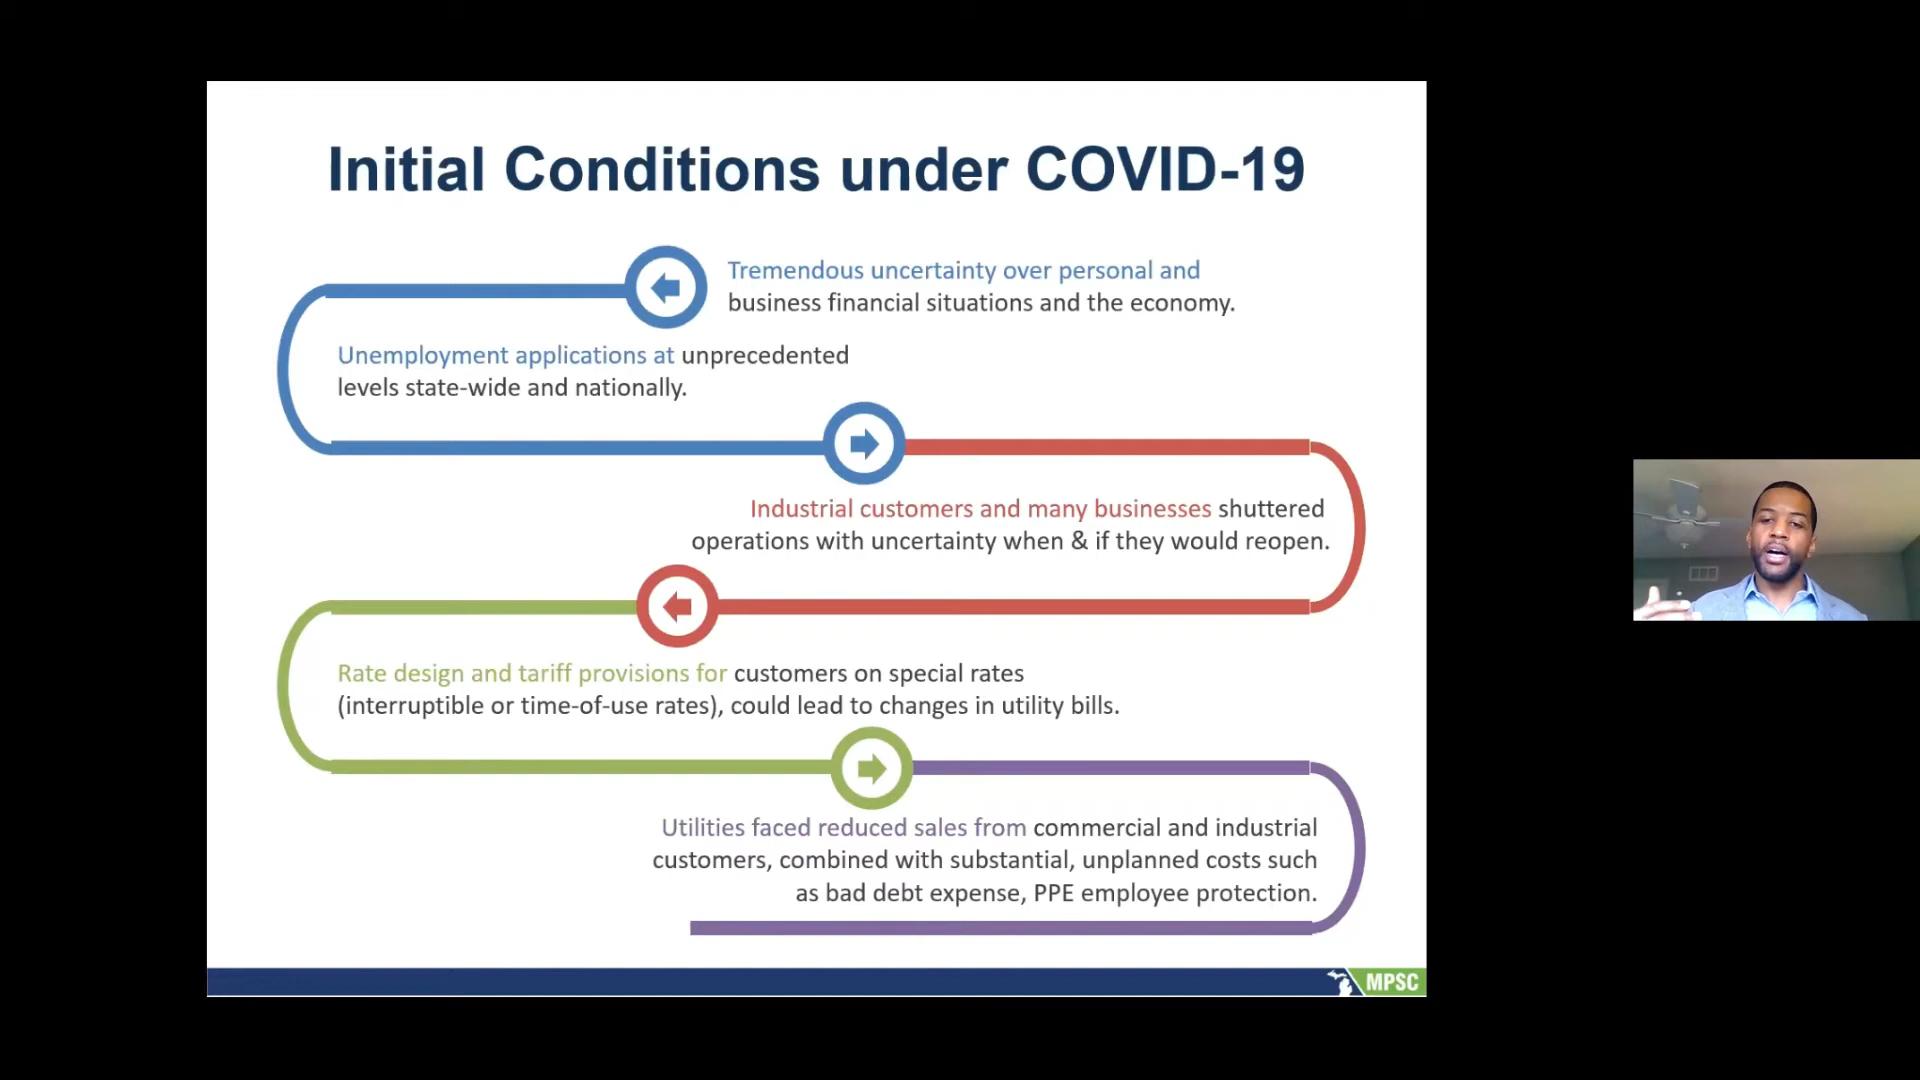 Initial Conditions under COVID-19
Tremendous uncertainty over personal and
business financial situations and the economy.
Unemployment applications at unprecedented
levels state-wide and nationally.
Industrial customers and many businesses shuttered
operations with uncertainty when & if they would reopen.
Rate design and tariff provisions for customers on special rates
(interruptible or time-of-use rates), could lead to changes in utility bills.
Utilities faced reduced sales from commercial and industrial
customers, combined with substantial, unplanned costs such
as bad debt expense, PPE employee protection.
MPSC